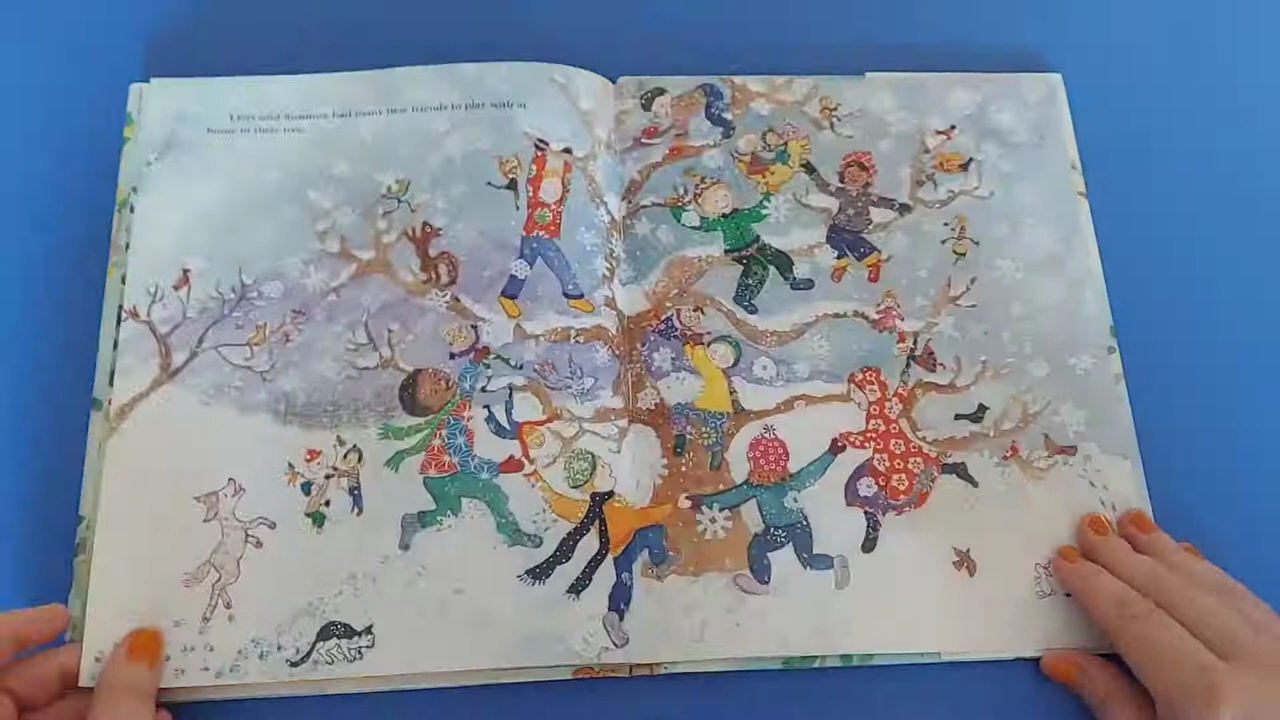 and Summer had many new friends to play with at
home in their tree.